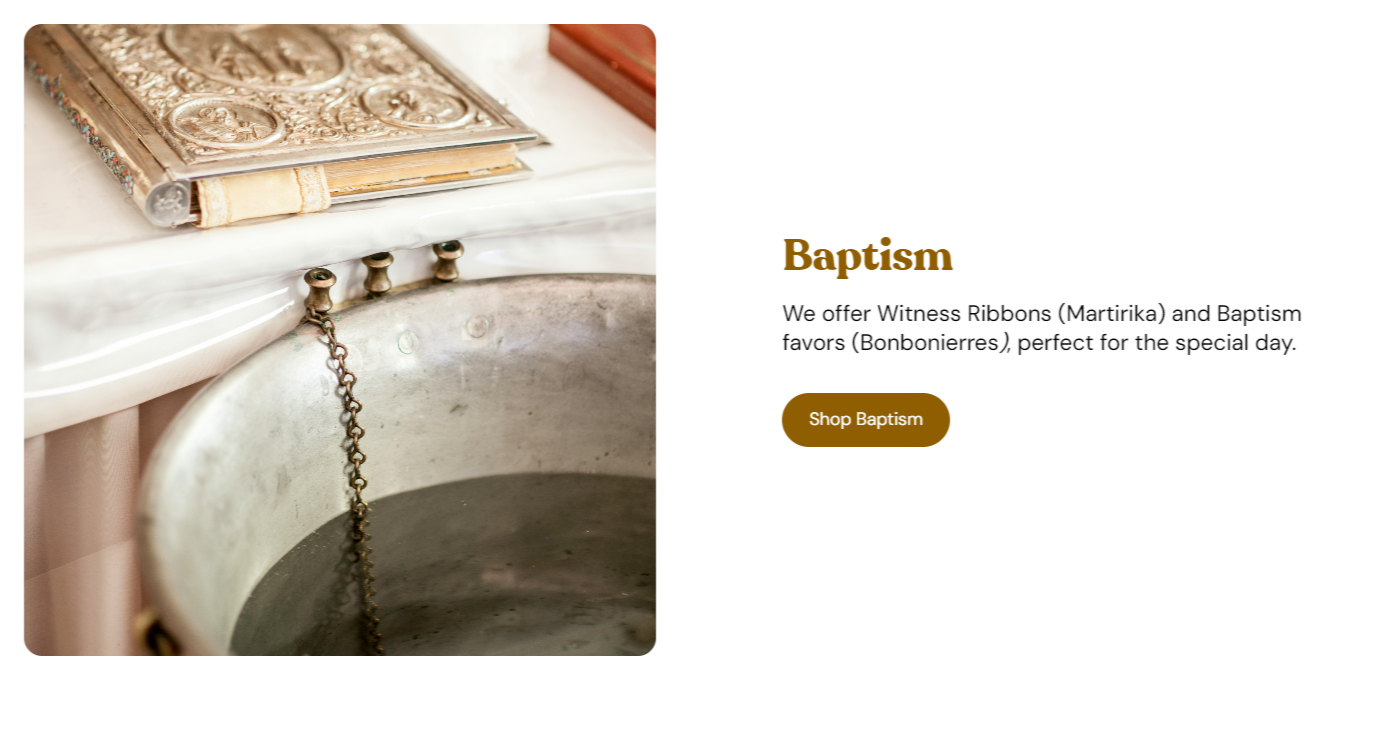 Baptism
We offer Witness Ribbons (Martirika) and Baptism
favors (Bonbonierres), perfect for the special day.
Shop Baptism